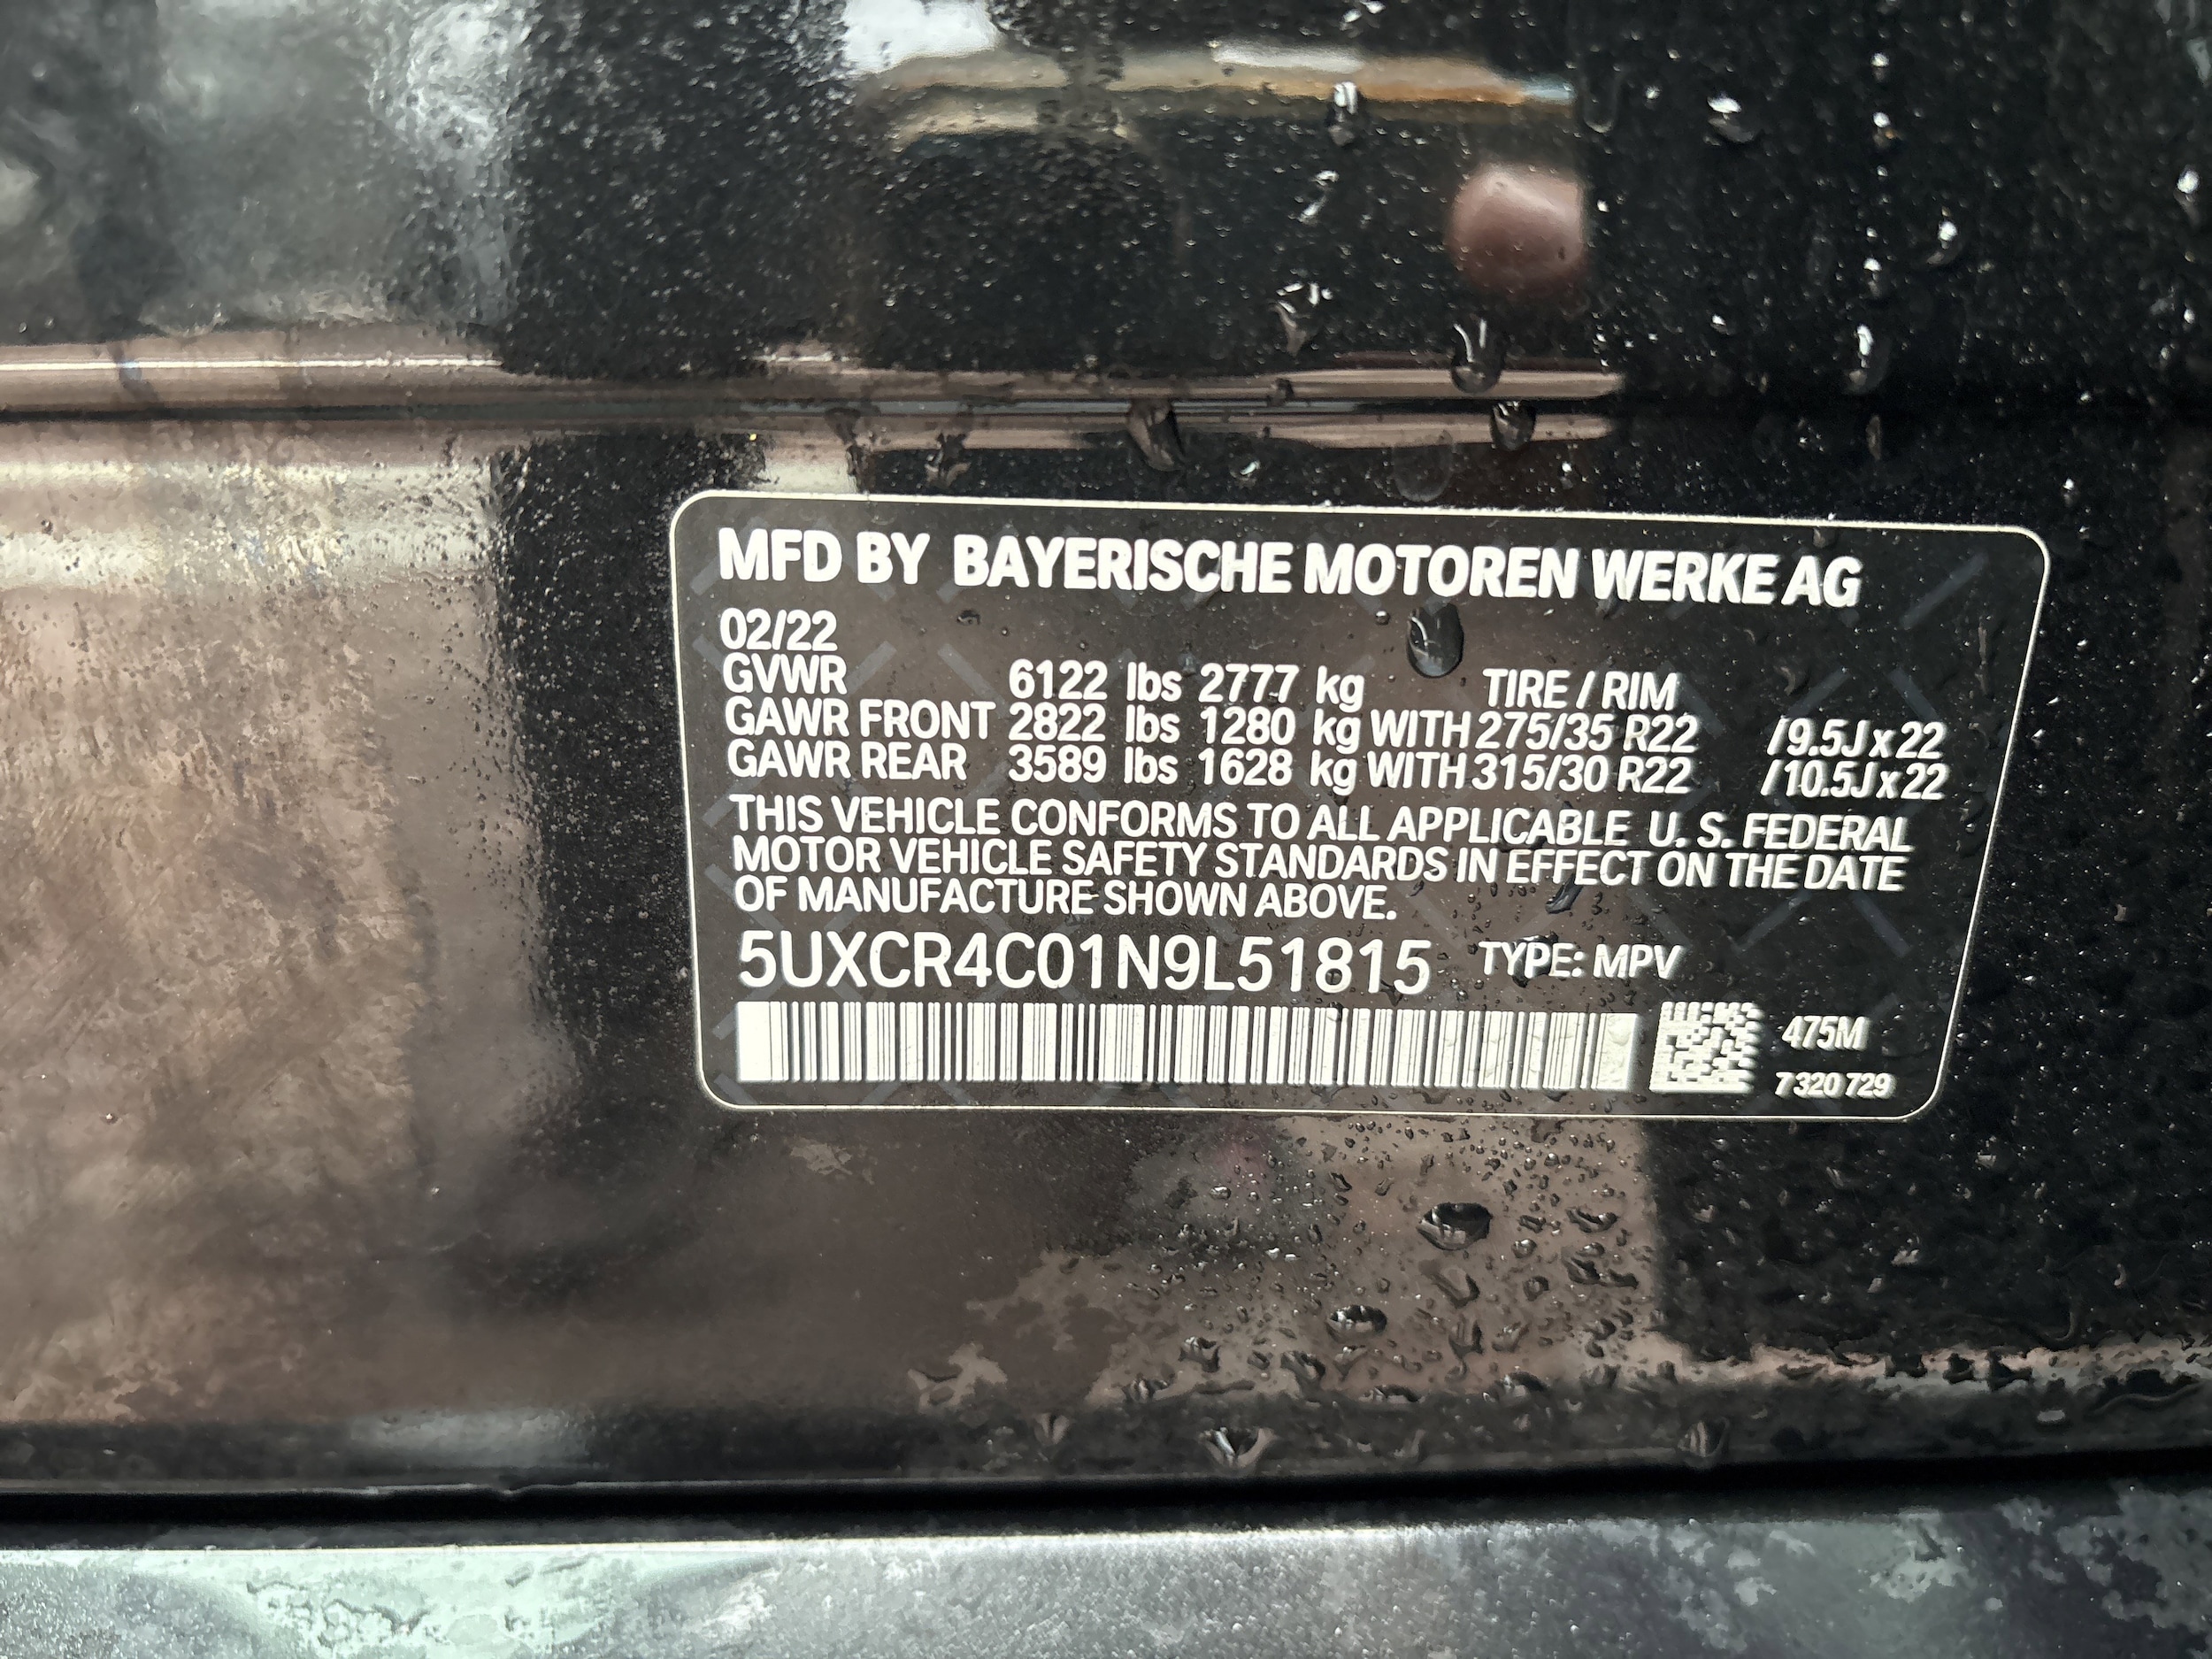 MFD BY BAYERISCHE MOTOREN WERKE AG
02/22
GVWR 6122 lbs 2777 kg TIRE / RIM
GAWR FRONT 2822 lbs 1280 kg WITH 275/35 R22 /9.5J x 22
GAWR REAR 3589 lbs 1628 kg WITH 315/30 R22 /10.5J x 22
THIS VEHICLE CONFORMS TO ALL APPLICABLE U. S. FEDERAL
MOTOR VEHICLE SAFETY STANDARDS IN EFFECT ON THE DATE
OF MANUFACTURE SHOWN ABOVE.
5UXCR4C01N9L51815 TYPE: MPV
475M
7 320 729